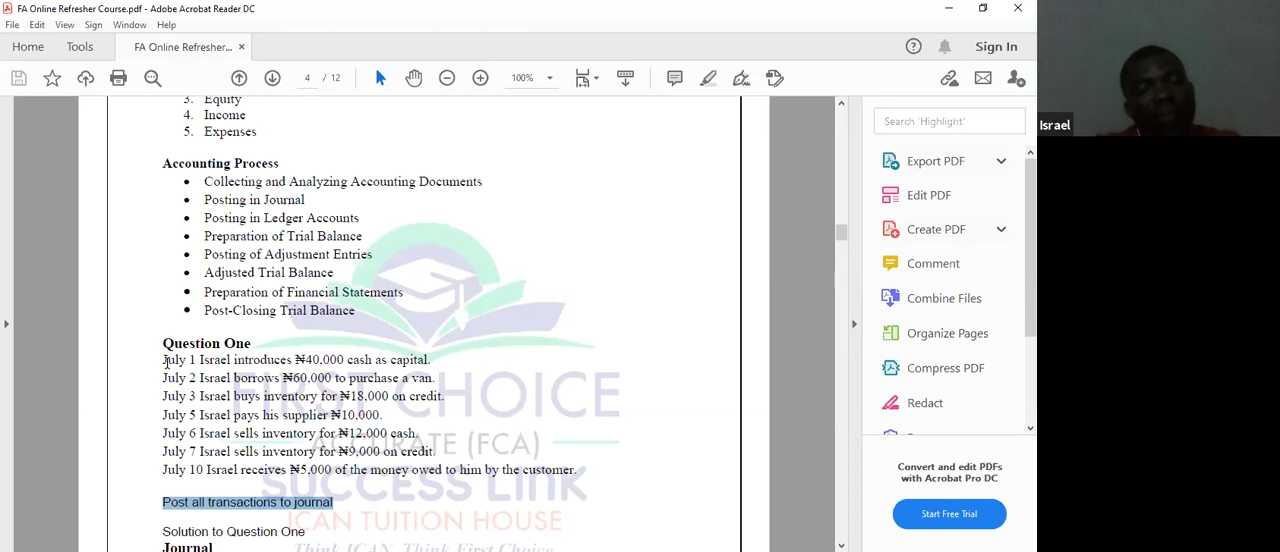 FA Online Refresher Course.pdf - Adobe Acrobat Reader DC
File Edit View Sign Window Help
Home Tools FA Online Refresher... × Sign In
4 / 12 100%
3. Equity
4. Income
5. Expenses
Accounting Process
• Collecting and Analyzing Accounting Documents
• Posting in Journal
• Posting in Ledger Accounts
• Preparation of Trial Balance
• Posting of Adjustment Entries
• Adjusted Trial Balance
• Preparation of Financial Statements
• Post-Closing Trial Balance
Question One
July 1 Israel introduces ₦40,000 cash as capital.
July 2 Israel borrows ₦60,000 to purchase a van.
July 3 Israel buys inventory for ₦18,000 on credit.
July 5 Israel pays his supplier ₦10,000.
July 6 Israel sells inventory for ₦12,000 cash.
July 7 Israel sells inventory for ₦9,000 on credit.
July 10 Israel receives ₦5,000 of the money owed to him by the customer.
Post all transactions to journal
Solution to Question One
Journal
FIRST CHOICE
ACCURATE (FCA)
SUCCESS LINK
ICAN TUITION HOUSE
Think ICAN, Think First Choice
Search 'Highlight'
Export PDF
Edit PDF
Create PDF
Comment
Combine Files
Organize Pages
Compress PDF
Redact
Convert and edit PDFs
with Acrobat Pro DC
Start Free Trial
Israel